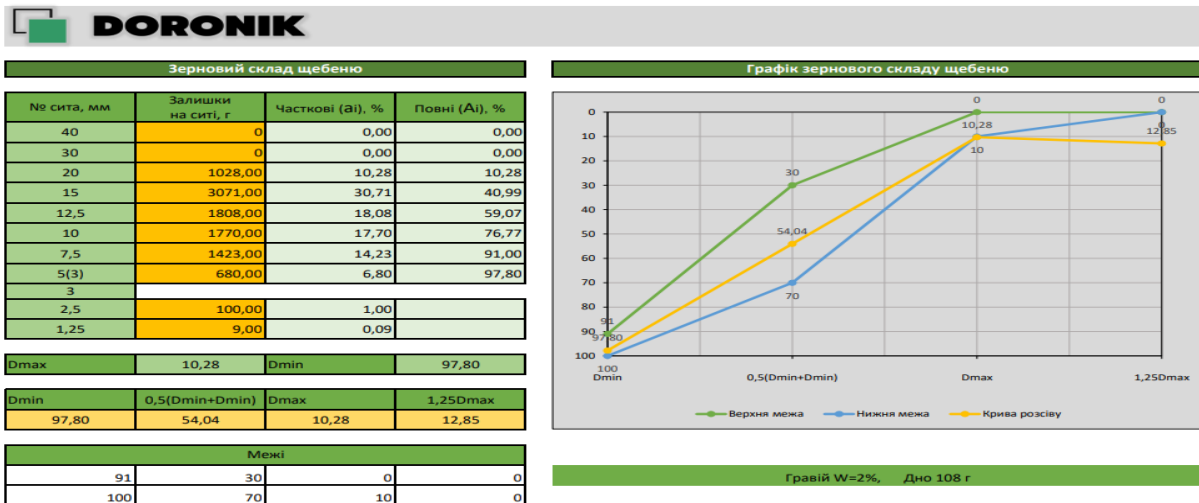 DORONIK
Зерновий склад щебеню
№ сита, мм Залишки на ситі, г Часткові (ai), % Повні (Ai), %
40 0 0,00 0,00
30 0 0,00 0,00
20 1028,00 10,28 10,28
15 3071,00 30,71 40,99
12,5 1808,00 18,08 59,07
10 1770,00 17,70 76,77
7,5 1423,00 14,23 91,00
5(3) 680,00 6,80 97,80
3
2,5 100,00 1,00
1,25 9,00 0,09
Dmax 10,28 Dmin 97,80
Dmin 0,5(Dmin+Dmin) Dmax 1,25Dmax
97,80 54,04 10,28 12,85
Межі
91 30 0 0
100 70 10 0
Графік зернового складу щебеню
0 0
0
10,28 0
10 12,85
10
20
30 30
40
50 54,04
60
70 70
80
90 91
97,80
100 100
Dmin 0,5(Dmin+Dmin) Dmax 1,25Dmax
Верхня межа Нижня межа Крива розсіву
Гравій W=2%, Дно 108 г